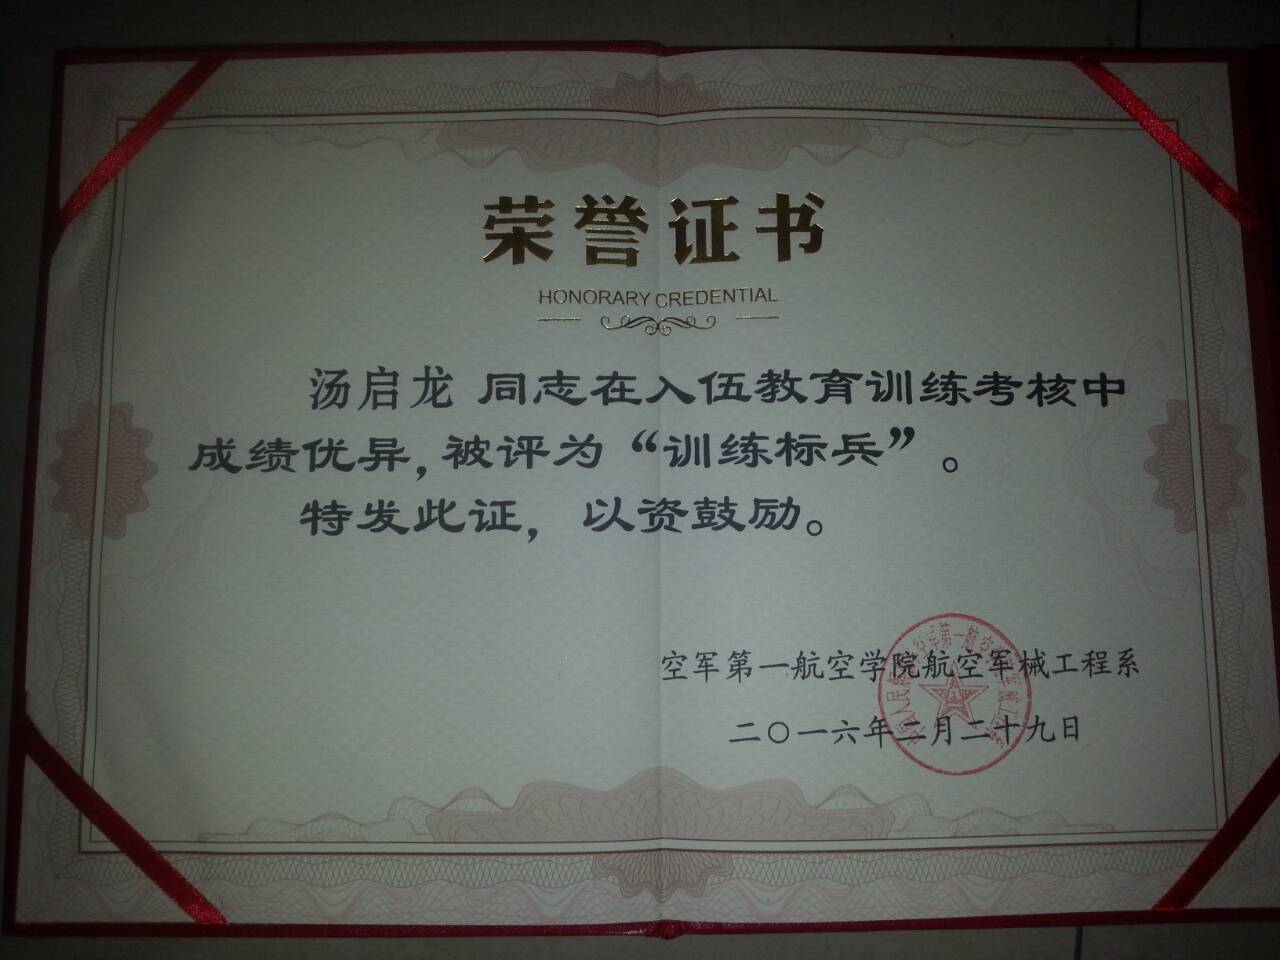 荣誉证书
HONORARY CREDENTIAL
汤启龙 同志在入伍教育训练考核中
成绩优异,被评为“训练标兵”。
特发此证，以资鼓励。
空军第一航空学院航空军械工程系
二〇一六年二月二十九日